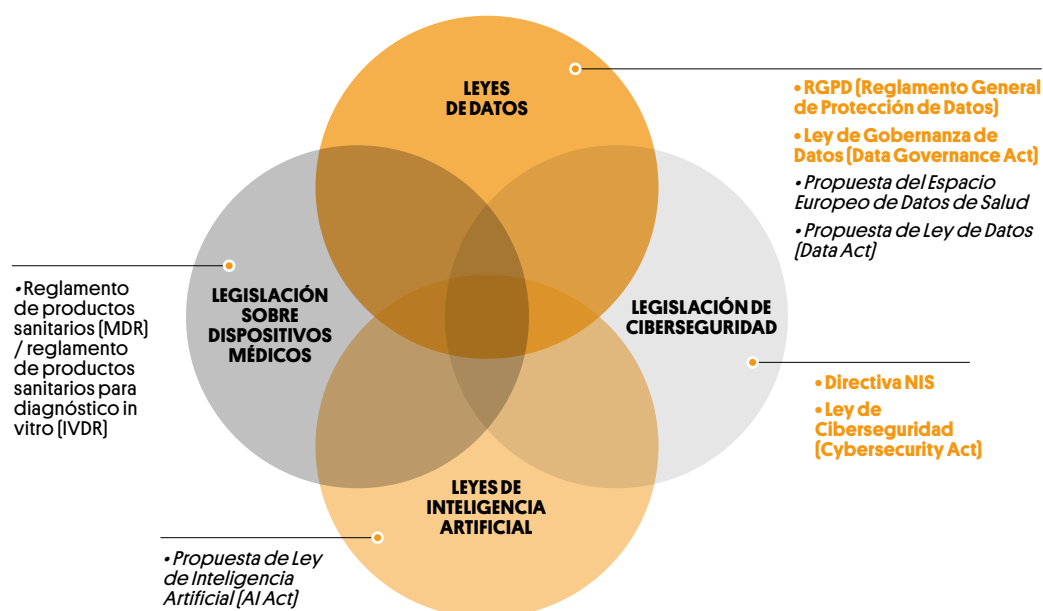 LEYES
DE DATOS
• RGPD (Reglamento General
de Protección de Datos)
• Ley de Gobernanza de
Datos (Data Governance Act)
• Propuesta del Espacio
Europeo de Datos de Salud
• Propuesta de Ley de Datos
(Data Act)
• Reglamento
de productos
sanitarios (MDR)
/ reglamento
de productos
sanitarios para
diagnóstico in
vitro (IVDR)
LEGISLACIÓN
SOBRE
DISPOSITIVOS
MÉDICOS
LEGISLACIÓN DE
CIBERSEGURIDAD
• Directiva NIS
• Ley de
Ciberseguridad
(Cybersecurity Act)
LEYES DE
INTELIGENCIA
ARTIFICIAL
• Propuesta de Ley
de Inteligencia
Artificial (AI Act)